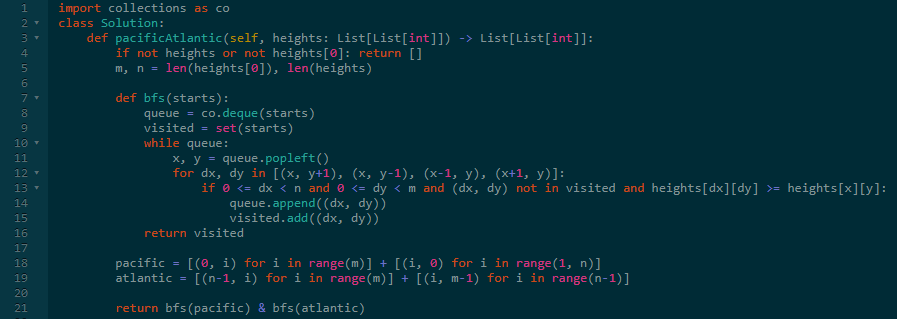 1 import collections as co
2 class Solution:
3     def pacificAtlantic(self, heights: List[List[int]]) -> List[List[int]]:
4         if not heights or not heights[0]: return []
5         m, n = len(heights[0]), len(heights)
6
7         def bfs(starts):
8             queue = co.deque(starts)
9             visited = set(starts)
10             while queue:
11                 x, y = queue.popleft()
12                 for dx, dy in [(x, y+1), (x, y-1), (x-1, y), (x+1, y)]:
13                     if 0 <= dx < n and 0 <= dy < m and (dx, dy) not in visited and heights[dx][dy] >= heights[x][y]:
14                         queue.append((dx, dy))
15                         visited.add((dx, dy))
16             return visited
17
18         pacific = [(0, i) for i in range(m)] + [(i, 0) for i in range(1, n)]
19         atlantic = [(n-1, i) for i in range(m)] + [(i, m-1) for i in range(n-1)]
20
21         return bfs(pacific) & bfs(atlantic)